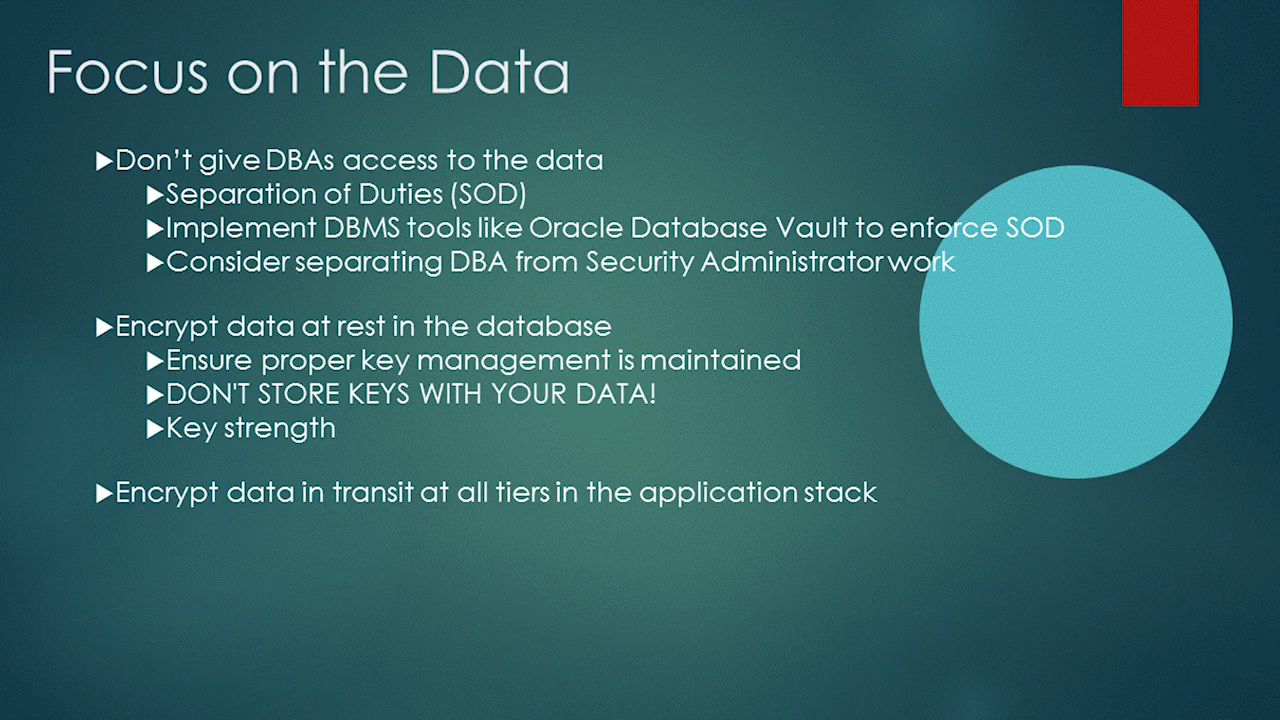 Focus on the Data
Don’t give DBAs access to the data
Separation of Duties (SOD)
Implement DBMS tools like Oracle Database Vault to enforce SOD
Consider separating DBA from Security Administrator work
Encrypt data at rest in the database
Ensure proper key management is maintained
DON'T STORE KEYS WITH YOUR DATA!
Key strength
Encrypt data in transit at all tiers in the application stack